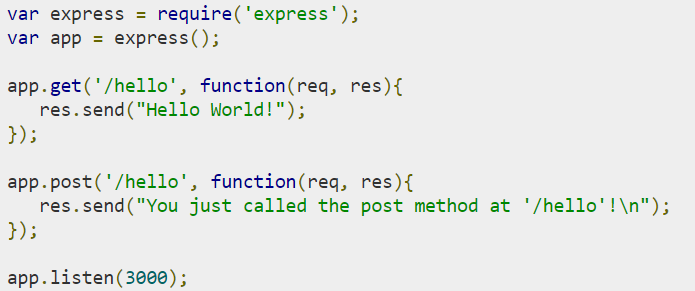 var express = require('express');
var app = express();

app.get('/hello', function(req, res){
   res.send("Hello World!");
});

app.post('/hello', function(req, res){
   res.send("You just called the post method at '/hello'!\n");
});

app.listen(3000);